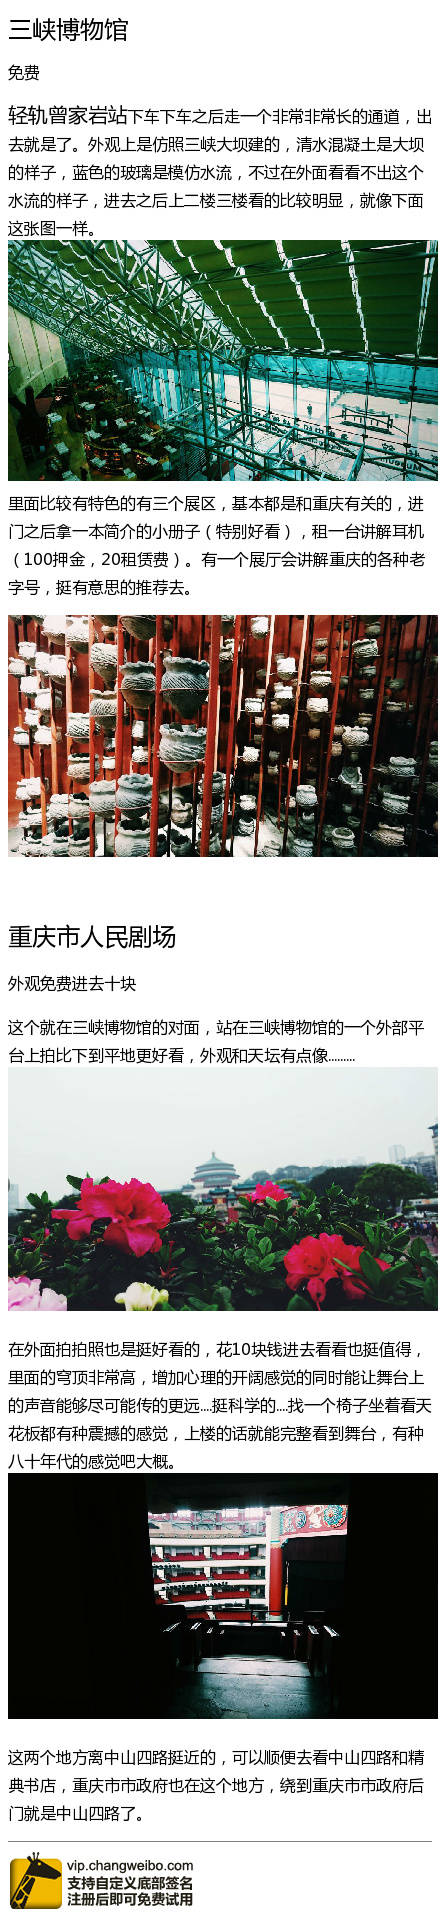 三峡博物馆
免费
轻轨曾家岩站下车下车之后走一个非常非常长的通道，出
去就是了。外观上是仿照三峡大坝建的，清水混凝土是大坝
的样子，蓝色的玻璃是模仿水流，不过在外面看看不出这个
水流的样子，进去之后上二楼三楼看的比较明显，就像下面
这张图一样。
里面比较有特色的有三个展区，基本都是和重庆有关的，进
门之后拿一本简介的小册子（特别好看），租一台讲解耳机
（100押金，20租赁费）。有一个展厅会讲解重庆的各种老
字号，挺有意思的推荐去。
重庆市人民剧场
外观免费进去十块
这个就在三峡博物馆的对面，站在三峡博物馆的一个外部平
台上拍比下到平地更好看，外观和天坛有点像.........
在外面拍拍照也是挺好看的，花10块钱进去看看也挺值得，
里面的穹顶非常高，增加心理的开阔感觉的同时能让舞台上
的声音能够尽可能传的更远....挺科学的....找一个椅子坐着看天
花板都有种震撼的感觉，上楼的话就能完整看到舞台，有种
八十年代的感觉吧大概。
这两个地方离中山四路挺近的，可以顺便去看中山四路和精
典书店，重庆市市政府也在这个地方，绕到重庆市市政府后
门就是中山四路了。
vip.changweibo.com
支持自定义底部签名
注册后即可免费试用